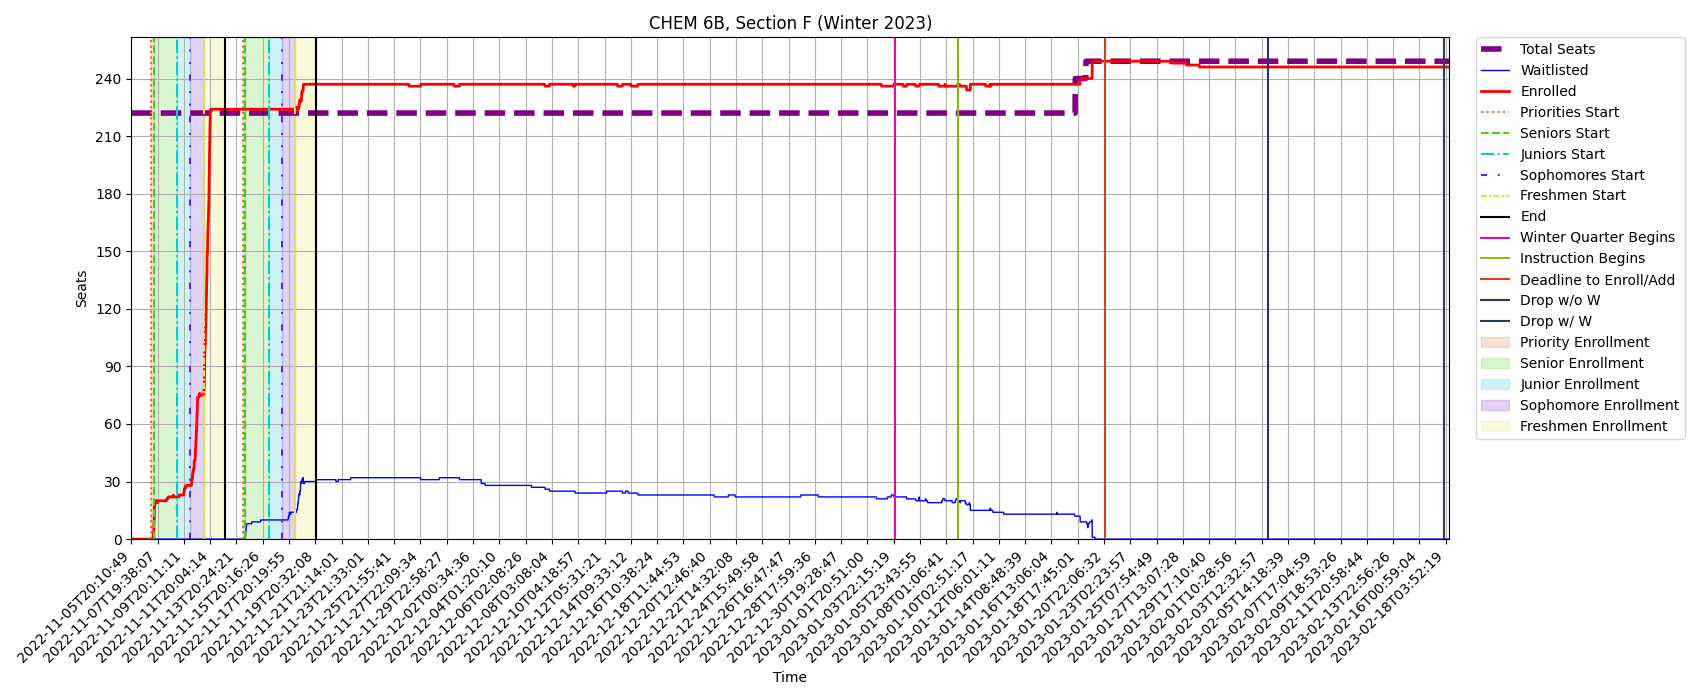 CHEM 6B, Section F (Winter 2023)
Seats
240
210
180
150
120
90
60
30
0
2022-11-05T20:10:49
2022-11-07T19:38:07
2022-11-09T20:11:11
2022-11-11T20:04:14
2022-11-13T20:24:21
2022-11-15T20:16:26
2022-11-17T20:19:55
2022-11-19T20:32:08
2022-11-21T21:14:01
2022-11-23T21:33:01
2022-11-25T21:55:41
2022-11-27T22:09:34
2022-11-29T22:58:27
2022-12-02T00:34:36
2022-12-04T01:20:10
2022-12-06T02:08:26
2022-12-08T03:08:04
2022-12-10T04:18:57
2022-12-12T05:31:21
2022-12-14T09:33:12
2022-12-16T10:38:24
2022-12-18T11:44:53
2022-12-20T12:46:40
2022-12-22T14:32:08
2022-12-24T15:49:58
2022-12-26T16:47:47
2022-12-28T17:59:36
2022-12-30T19:28:47
2023-01-01T20:51:00
2023-01-03T22:15:19
2023-01-05T23:43:55
2023-01-08T01:06:41
2023-01-10T02:51:17
2023-01-12T06:01:11
2023-01-14T08:48:39
2023-01-16T13:06:04
2023-01-18T17:45:01
2023-01-20T22:06:32
2023-01-23T02:23:57
2023-01-25T07:54:49
2023-01-27T13:07:28
2023-01-29T17:10:40
2023-02-01T10:28:56
2023-02-03T12:32:57
2023-02-05T14:18:39
2023-02-07T17:04:59
2023-02-09T18:53:26
2023-02-11T20:58:44
2023-02-13T22:56:26
2023-02-16T00:59:04
2023-02-18T03:52:19
Time
Total Seats
Waitlisted
Enrolled
Priorities Start
Seniors Start
Juniors Start
Sophomores Start
Freshmen Start
End
Winter Quarter Begins
Instruction Begins
Deadline to Enroll/Add
Drop w/o W
Drop w/ W
Priority Enrollment
Senior Enrollment
Junior Enrollment
Sophomore Enrollment
Freshmen Enrollment